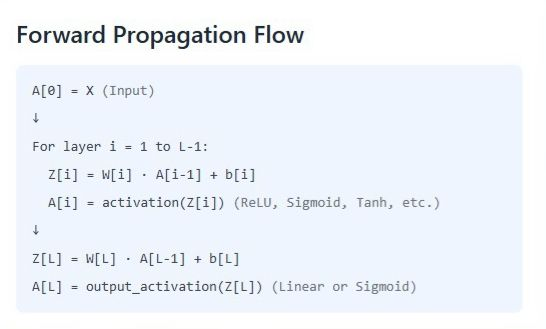 Forward Propagation Flow
A[0] = X (Input)
↓
For layer i = 1 to L-1:
Z[i] = W[i] · A[i-1] + b[i]
A[i] = activation(Z[i]) (ReLU, Sigmoid, Tanh, etc.)
↓
Z[L] = W[L] · A[L-1] + b[L]
A[L] = output_activation(Z[L]) (Linear or Sigmoid)